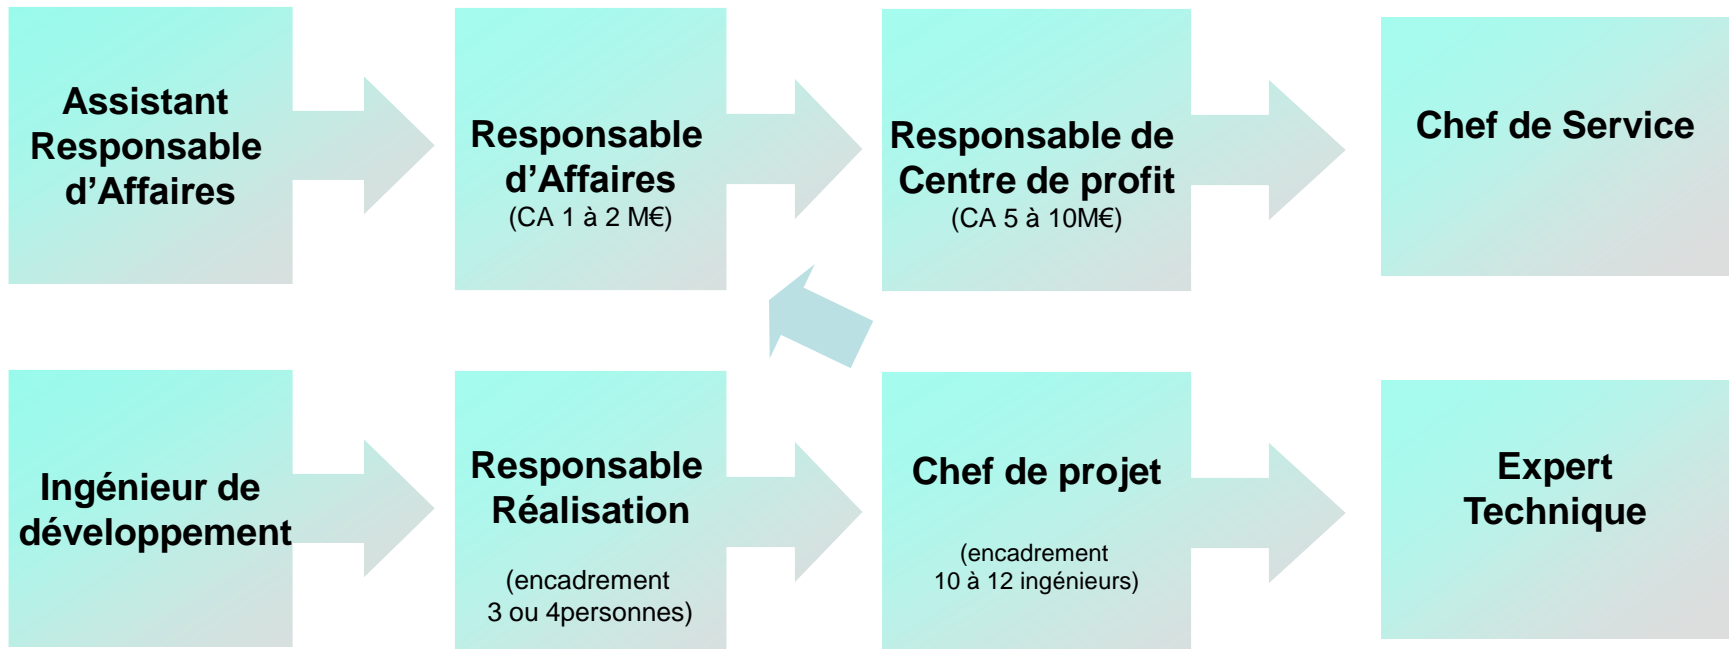 Assistant
Responsable
d’Affaires
Responsable
d’Affaires
(CA 1 à 2 M€)
Responsable de
Centre de profit
(CA 5 à 10M€)
Chef de Service
Ingénieur de
développement
Responsable
Réalisation
(encadrement
3 ou 4personnes)
Chef de projet
(encadrement
10 à 12 ingénieurs)
Expert
Technique